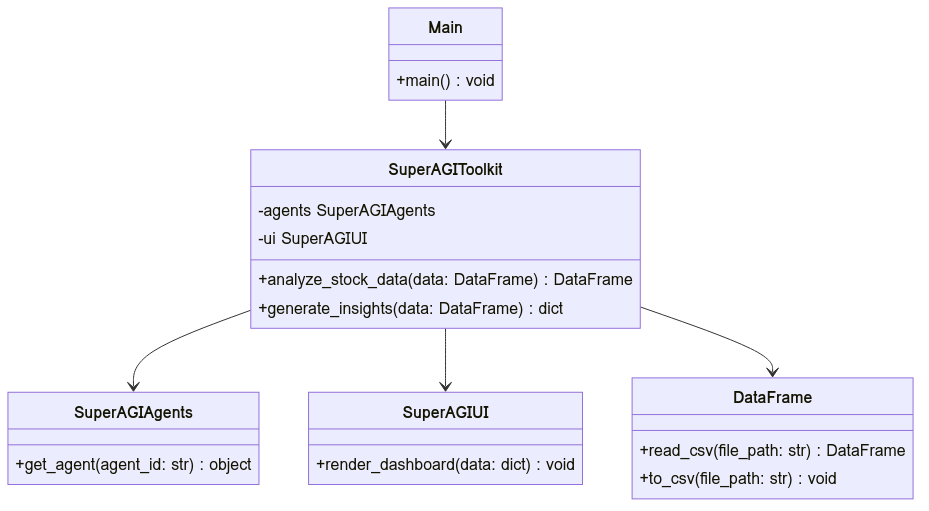 Main
+main() : void
SuperAGIToolkit
-agents SuperAGIAgents
-ui SuperAGIUI
+analyze_stock_data(data: DataFrame) : DataFrame
+generate_insights(data: DataFrame) : dict
SuperAGIAgents
+get_agent(agent_id: str) : object
SuperAGIUI
+render_dashboard(data: dict) : void
DataFrame
+read_csv(file_path: str) : DataFrame
+to_csv(file_path: str) : void